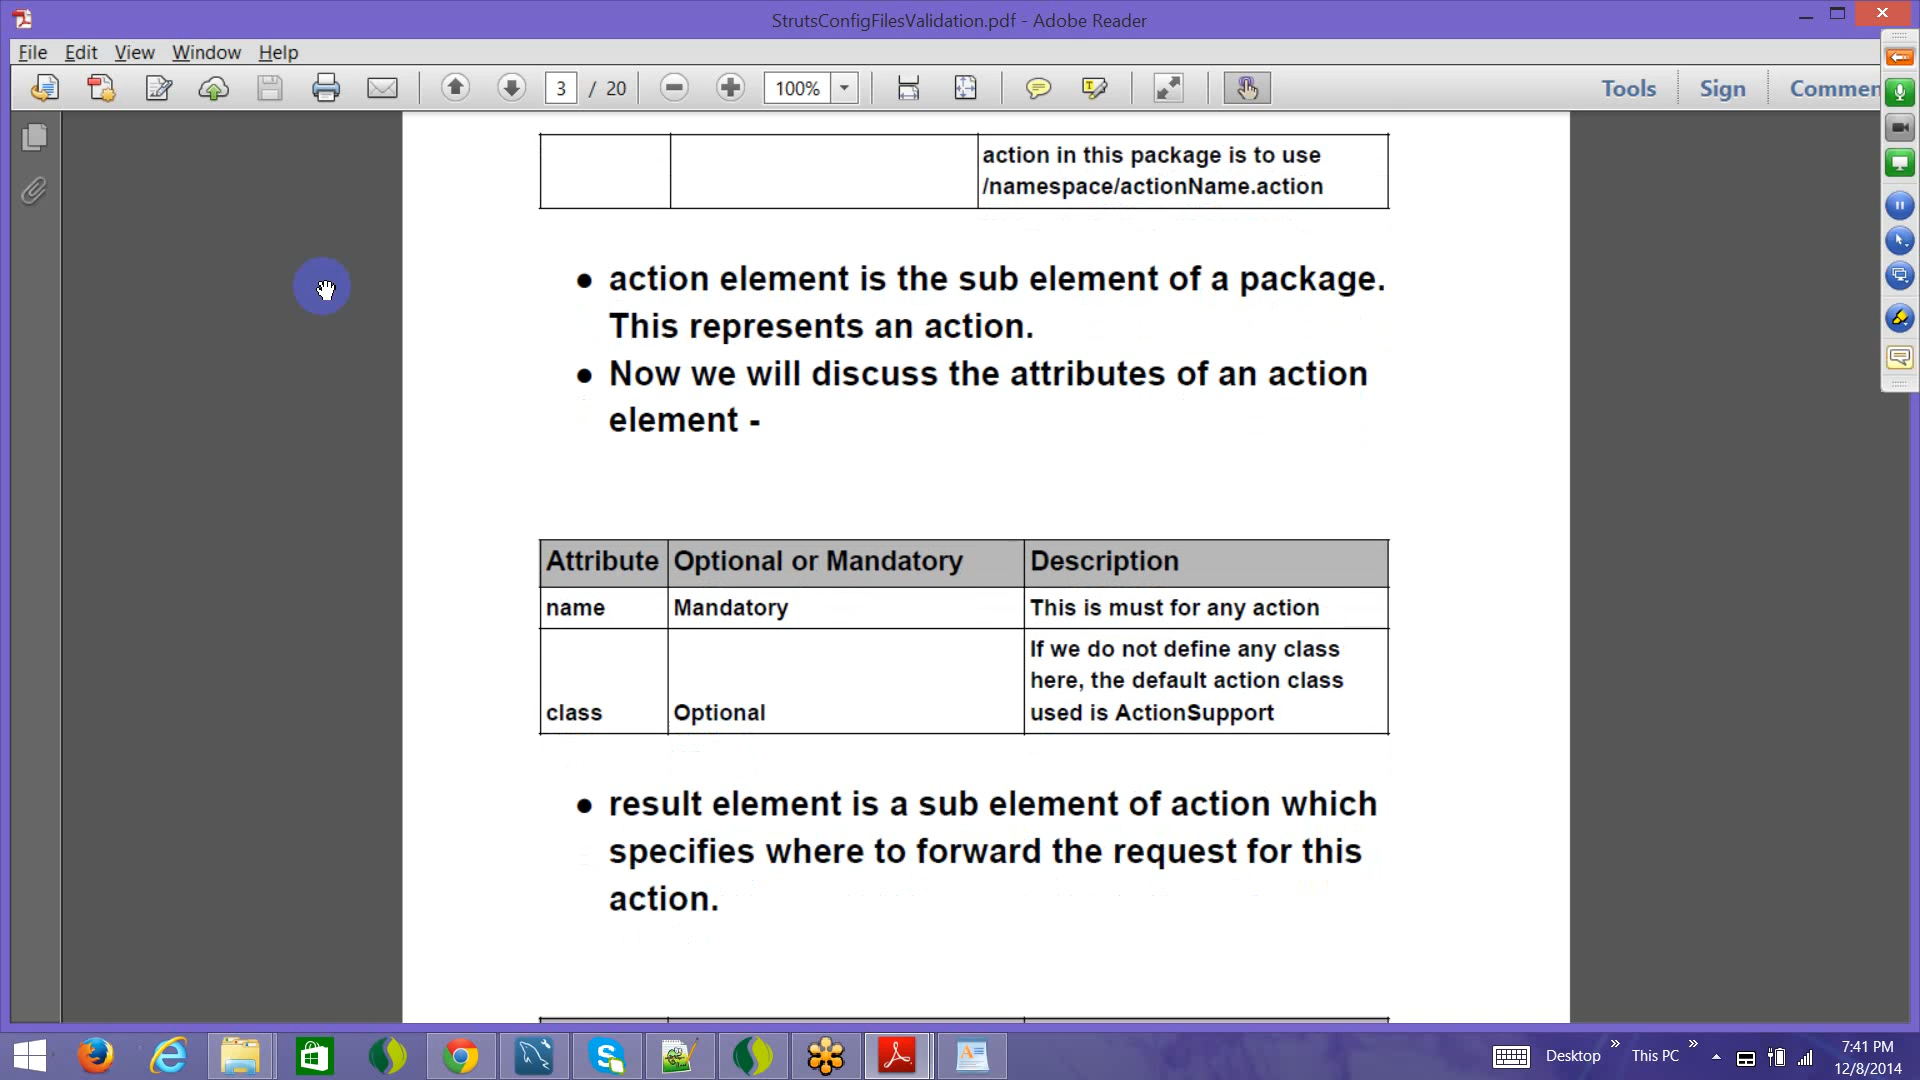 StrutsConfigFilesValidation.pdf - Adobe Reader
File Edit View Window Help
3 / 20 100% Tools Sign Commen
action in this package is to use
/namespace/actionName.action
● action element is the sub element of a package.
This represents an action.
● Now we will discuss the attributes of an action
element -
Attribute Optional or Mandatory Description
name Mandatory This is must for any action
If we do not define any class
here, the default action class
class Optional used is ActionSupport
● result element is a sub element of action which
specifies where to forward the request for this
action.
Desktop » This PC » 7:41 PM
12/8/2014